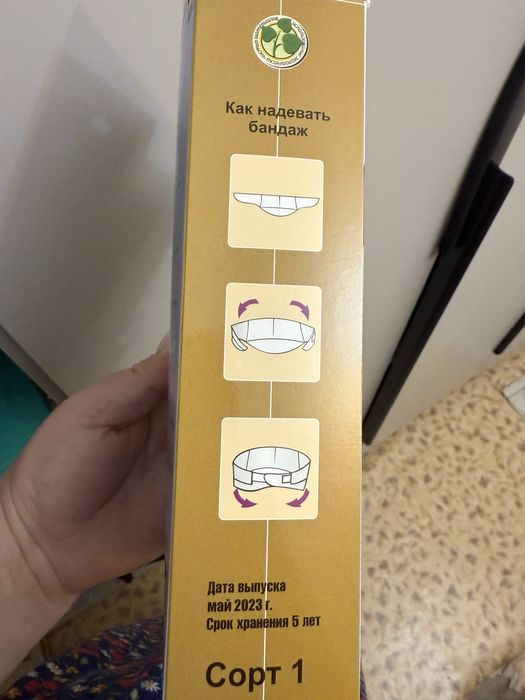 Как надевать
бандаж
Дата выпуска
май 2023 г.
Срок хранения 5 лет
Сорт 1